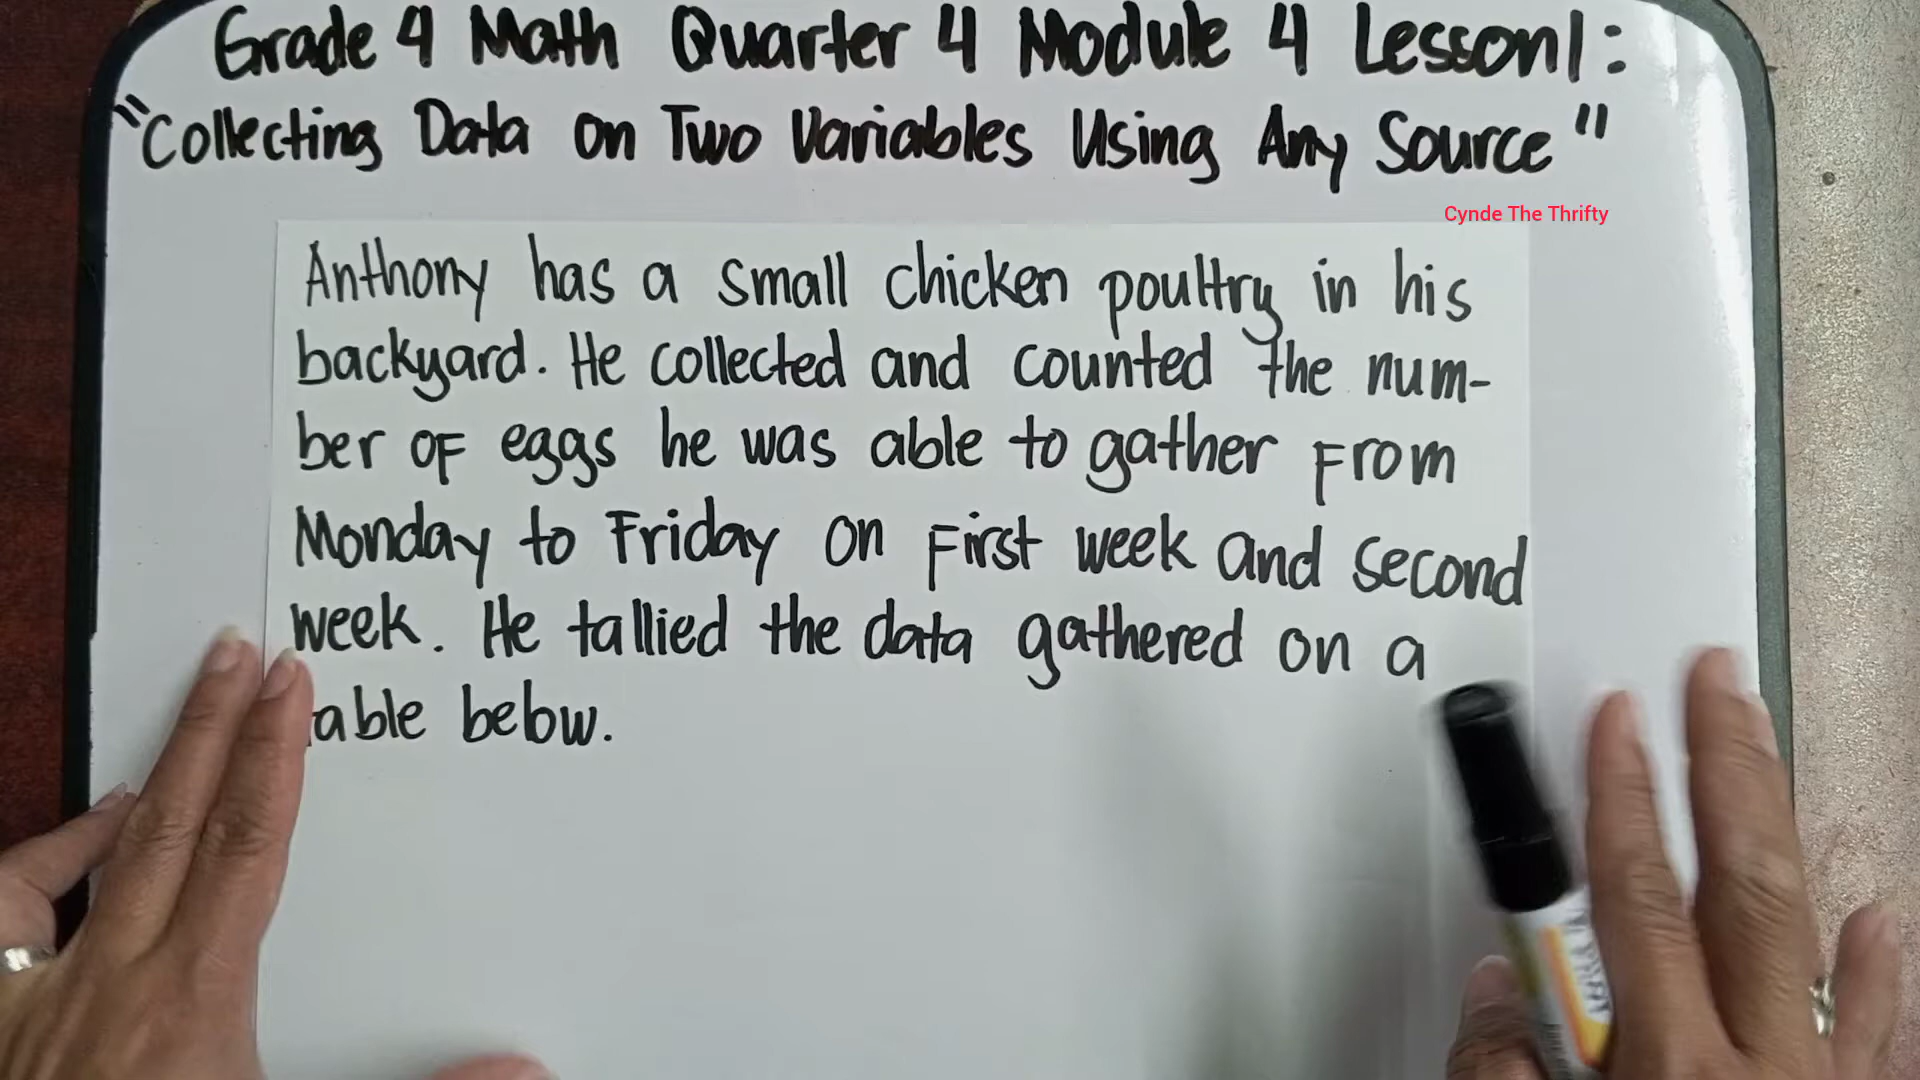 Grade 4 Math Quarter 4 Module 4 Lesson 1:
"Collecting Data on Two Variables Using Any Source"
Cynde The Thrifty
Anthony has a small chicken poultry in his
backyard. He collected and counted the num-
ber of eggs he was able to gather from
Monday to Friday on First week and second
week. He tallied the data gathered on a
table below.